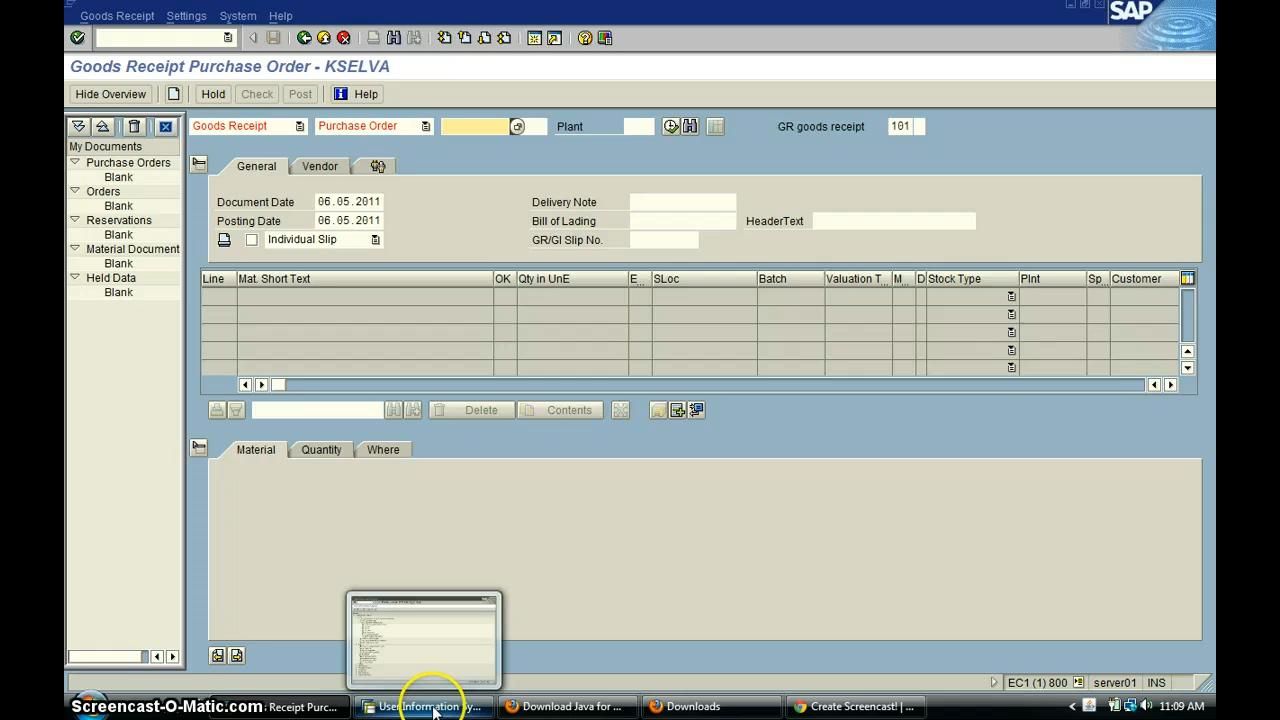 Goods Receipt Settings System Help
SAP
Goods Receipt Purchase Order - KSELVA
Hide Overview Hold Check Post Help
Goods Receipt Purchase Order Plant GR goods receipt 101
My Documents
Purchase Orders
Blank
Orders
Blank
Reservations
Blank
Material Document
Blank
Held Data
Blank
General Vendor
Document Date 06.05.2011 Delivery Note
Posting Date 06.05.2011 Bill of Lading HeaderText
Individual Slip GR/GI Slip No.
Line Mat. Short Text OK Qty in UnE E... SLoc Batch Valuation T... M... D Stock Type Plnt Sp... Customer
Delete Contents
Material Quantity Where
EC1 (1) 800 server01 INS
Screencast-O-Matic.com s Receipt Purc... User Information Sy... Download Java for ... Downloads Create Screencast! | ... 11:09 AM